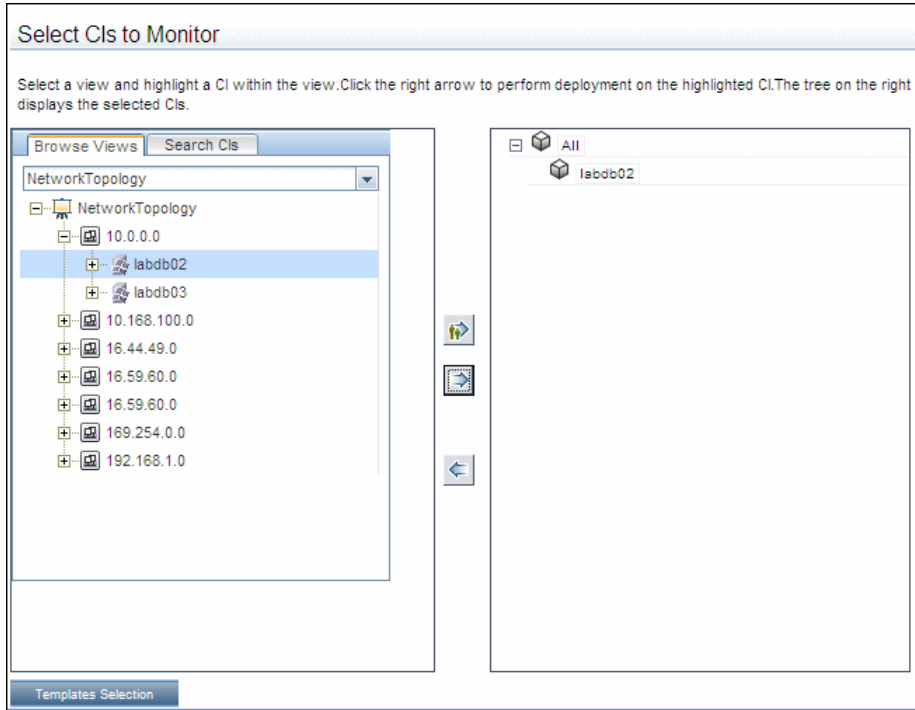 Select CIs to Monitor
Select a view and highlight a CI within the view.Click the right arrow to perform deployment on the highlighted CI.The tree on the right
displays the selected CIs.
Browse Views
Search CIs
NetworkTopology
NetworkTopology
10.0.0.0
labdb02
labdb03
10.168.100.0
16.44.49.0
16.59.60.0
16.59.60.0
169.254.0.0
192.168.1.0
All
labdb02
Templates Selection